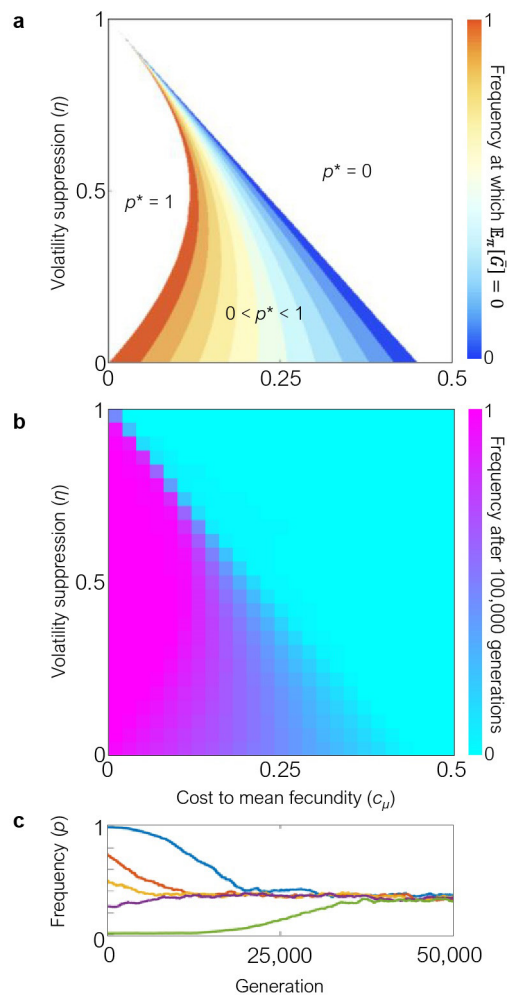 a
1
Volatility suppression (η)
0.5
0
p* = 1
p* = 0
0 < p* < 1
0
0.25
0.5
1
Frequency at which 𝔼π[G̃] = 0
0
b
1
Volatility suppression (η)
0.5
0
0
0.25
0.5
Cost to mean fecundity (cμ)
1
Frequency after 100,000 generations
0
c
1
Frequency (p)
0
0
25,000
50,000
Generation